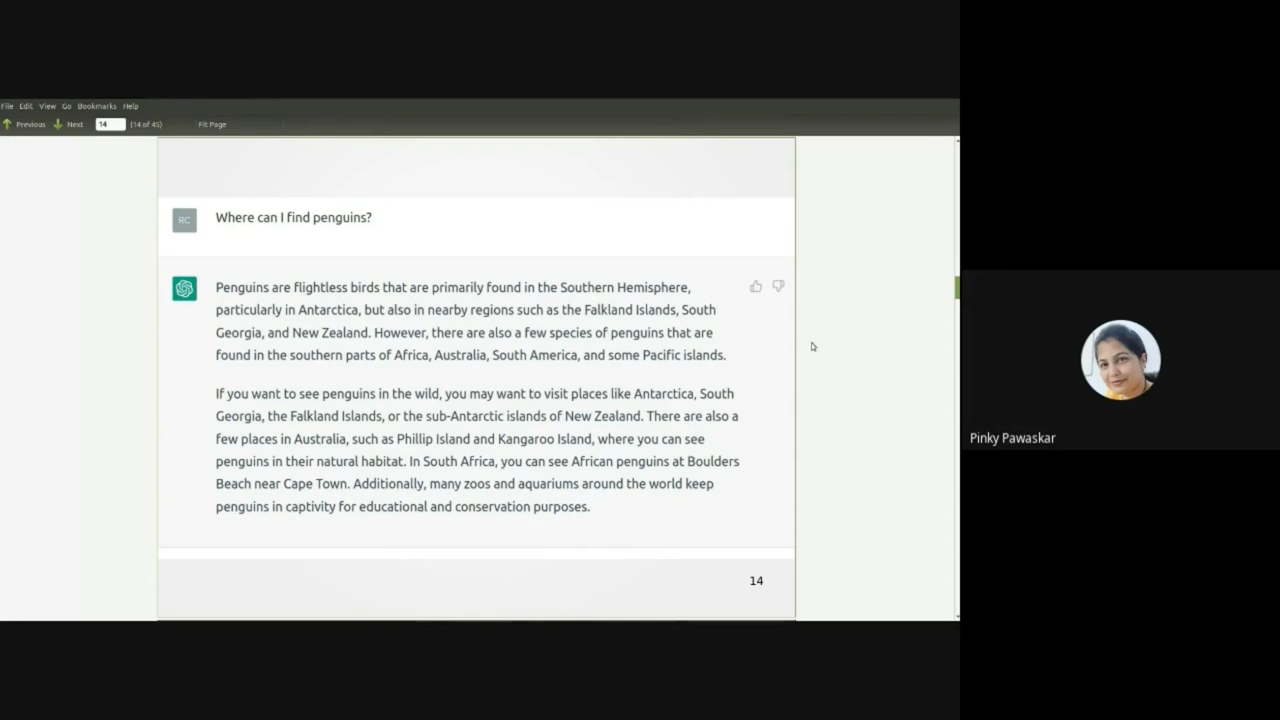 File Edit View Go Bookmarks Help
Previous Next 14 (14 of 45) Fit Page
RC Where can I find penguins?
Penguins are flightless birds that are primarily found in the Southern Hemisphere,
particularly in Antarctica, but also in nearby regions such as the Falkland Islands, South
Georgia, and New Zealand. However, there are also a few species of penguins that are
found in the southern parts of Africa, Australia, South America, and some Pacific islands.
If you want to see penguins in the wild, you may want to visit places like Antarctica, South
Georgia, the Falkland Islands, or the sub-Antarctic islands of New Zealand. There are also a
few places in Australia, such as Phillip Island and Kangaroo Island, where you can see
penguins in their natural habitat. In South Africa, you can see African penguins at Boulders
Beach near Cape Town. Additionally, many zoos and aquariums around the world keep
penguins in captivity for educational and conservation purposes.
14
Pinky Pawaskar